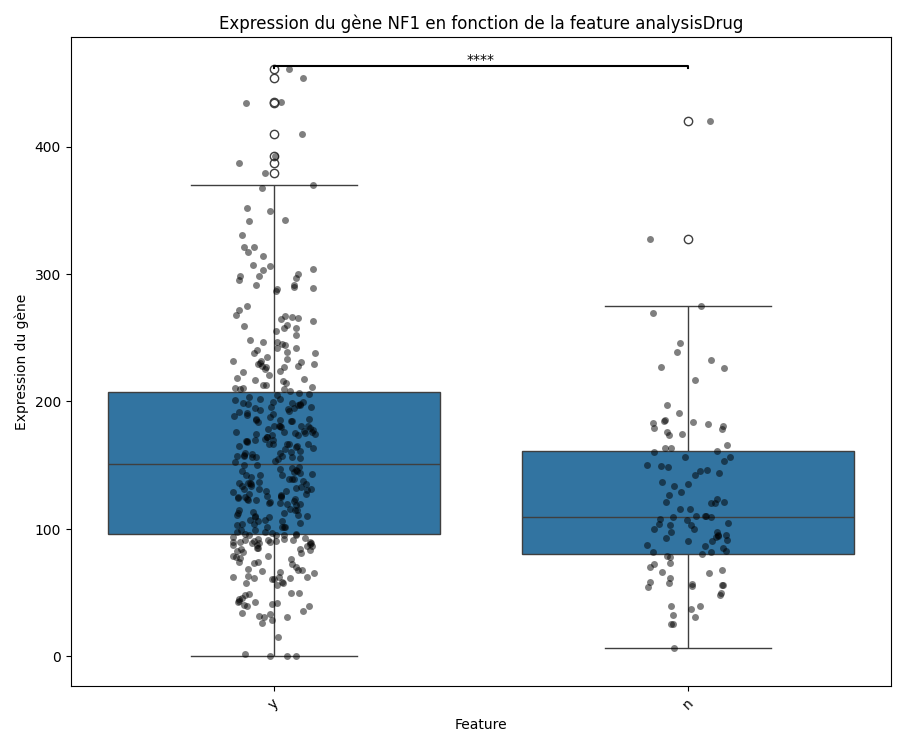 Expression du gène NF1 en fonction de la feature analysisDrug
****
400
300
200
100
0
Expression du gène
y
n
Feature